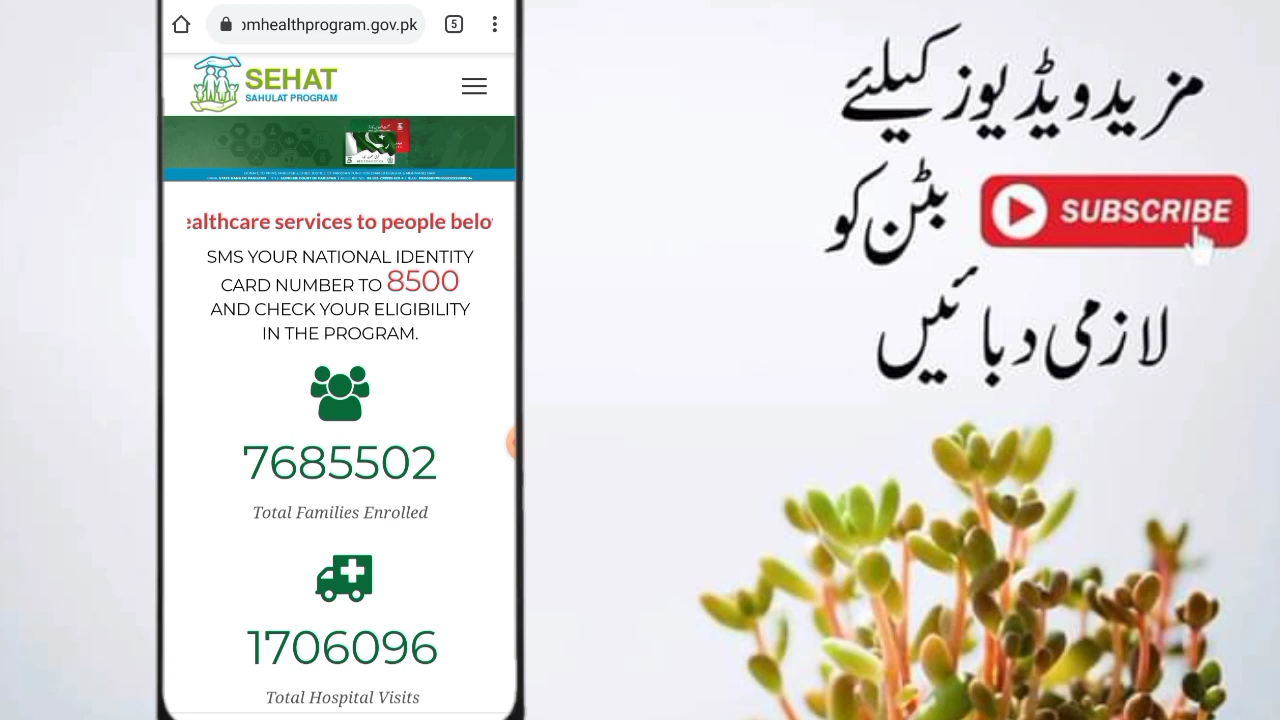 omhealthprogram.gov.pk
5
SEHAT
SAHULAT PROGRAM
ealthcare services to people belo
SMS YOUR NATIONAL IDENTITY
CARD NUMBER TO 8500
AND CHECK YOUR ELIGIBILITY
IN THE PROGRAM.
7685502
Total Families Enrolled
1706096
Total Hospital Visits
مزید ویڈیوز کیلئے
SUBSCRIBE بٹن کو
لازمی دبائیں